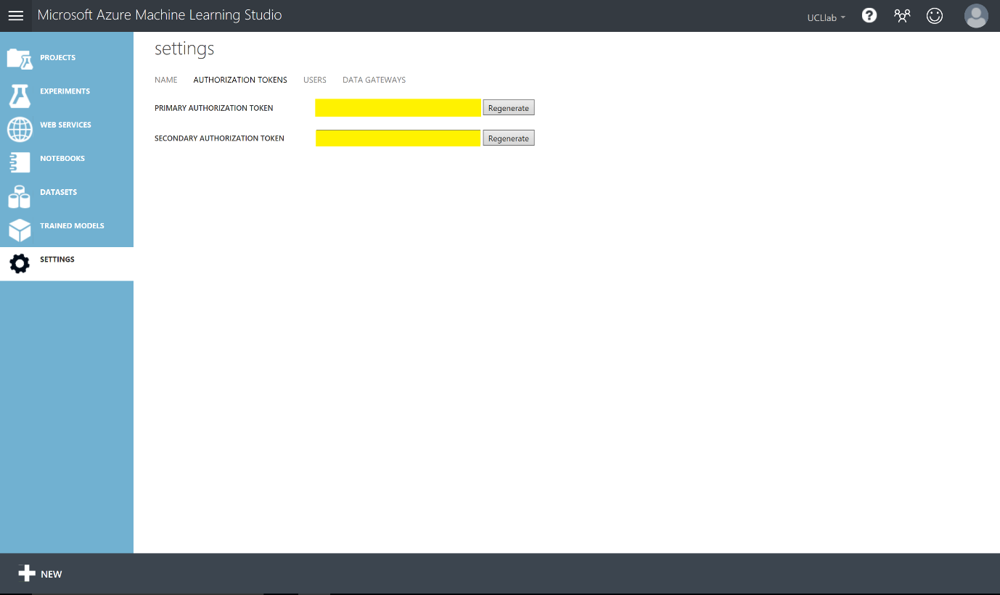 Microsoft Azure Machine Learning Studio
UCLlab
?
PROJECTS
EXPERIMENTS
WEB SERVICES
NOTEBOOKS
DATASETS
TRAINED MODELS
SETTINGS
settings
NAME AUTHORIZATION TOKENS USERS DATA GATEWAYS
PRIMARY AUTHORIZATION TOKEN Regenerate
SECONDARY AUTHORIZATION TOKEN Regenerate
NEW